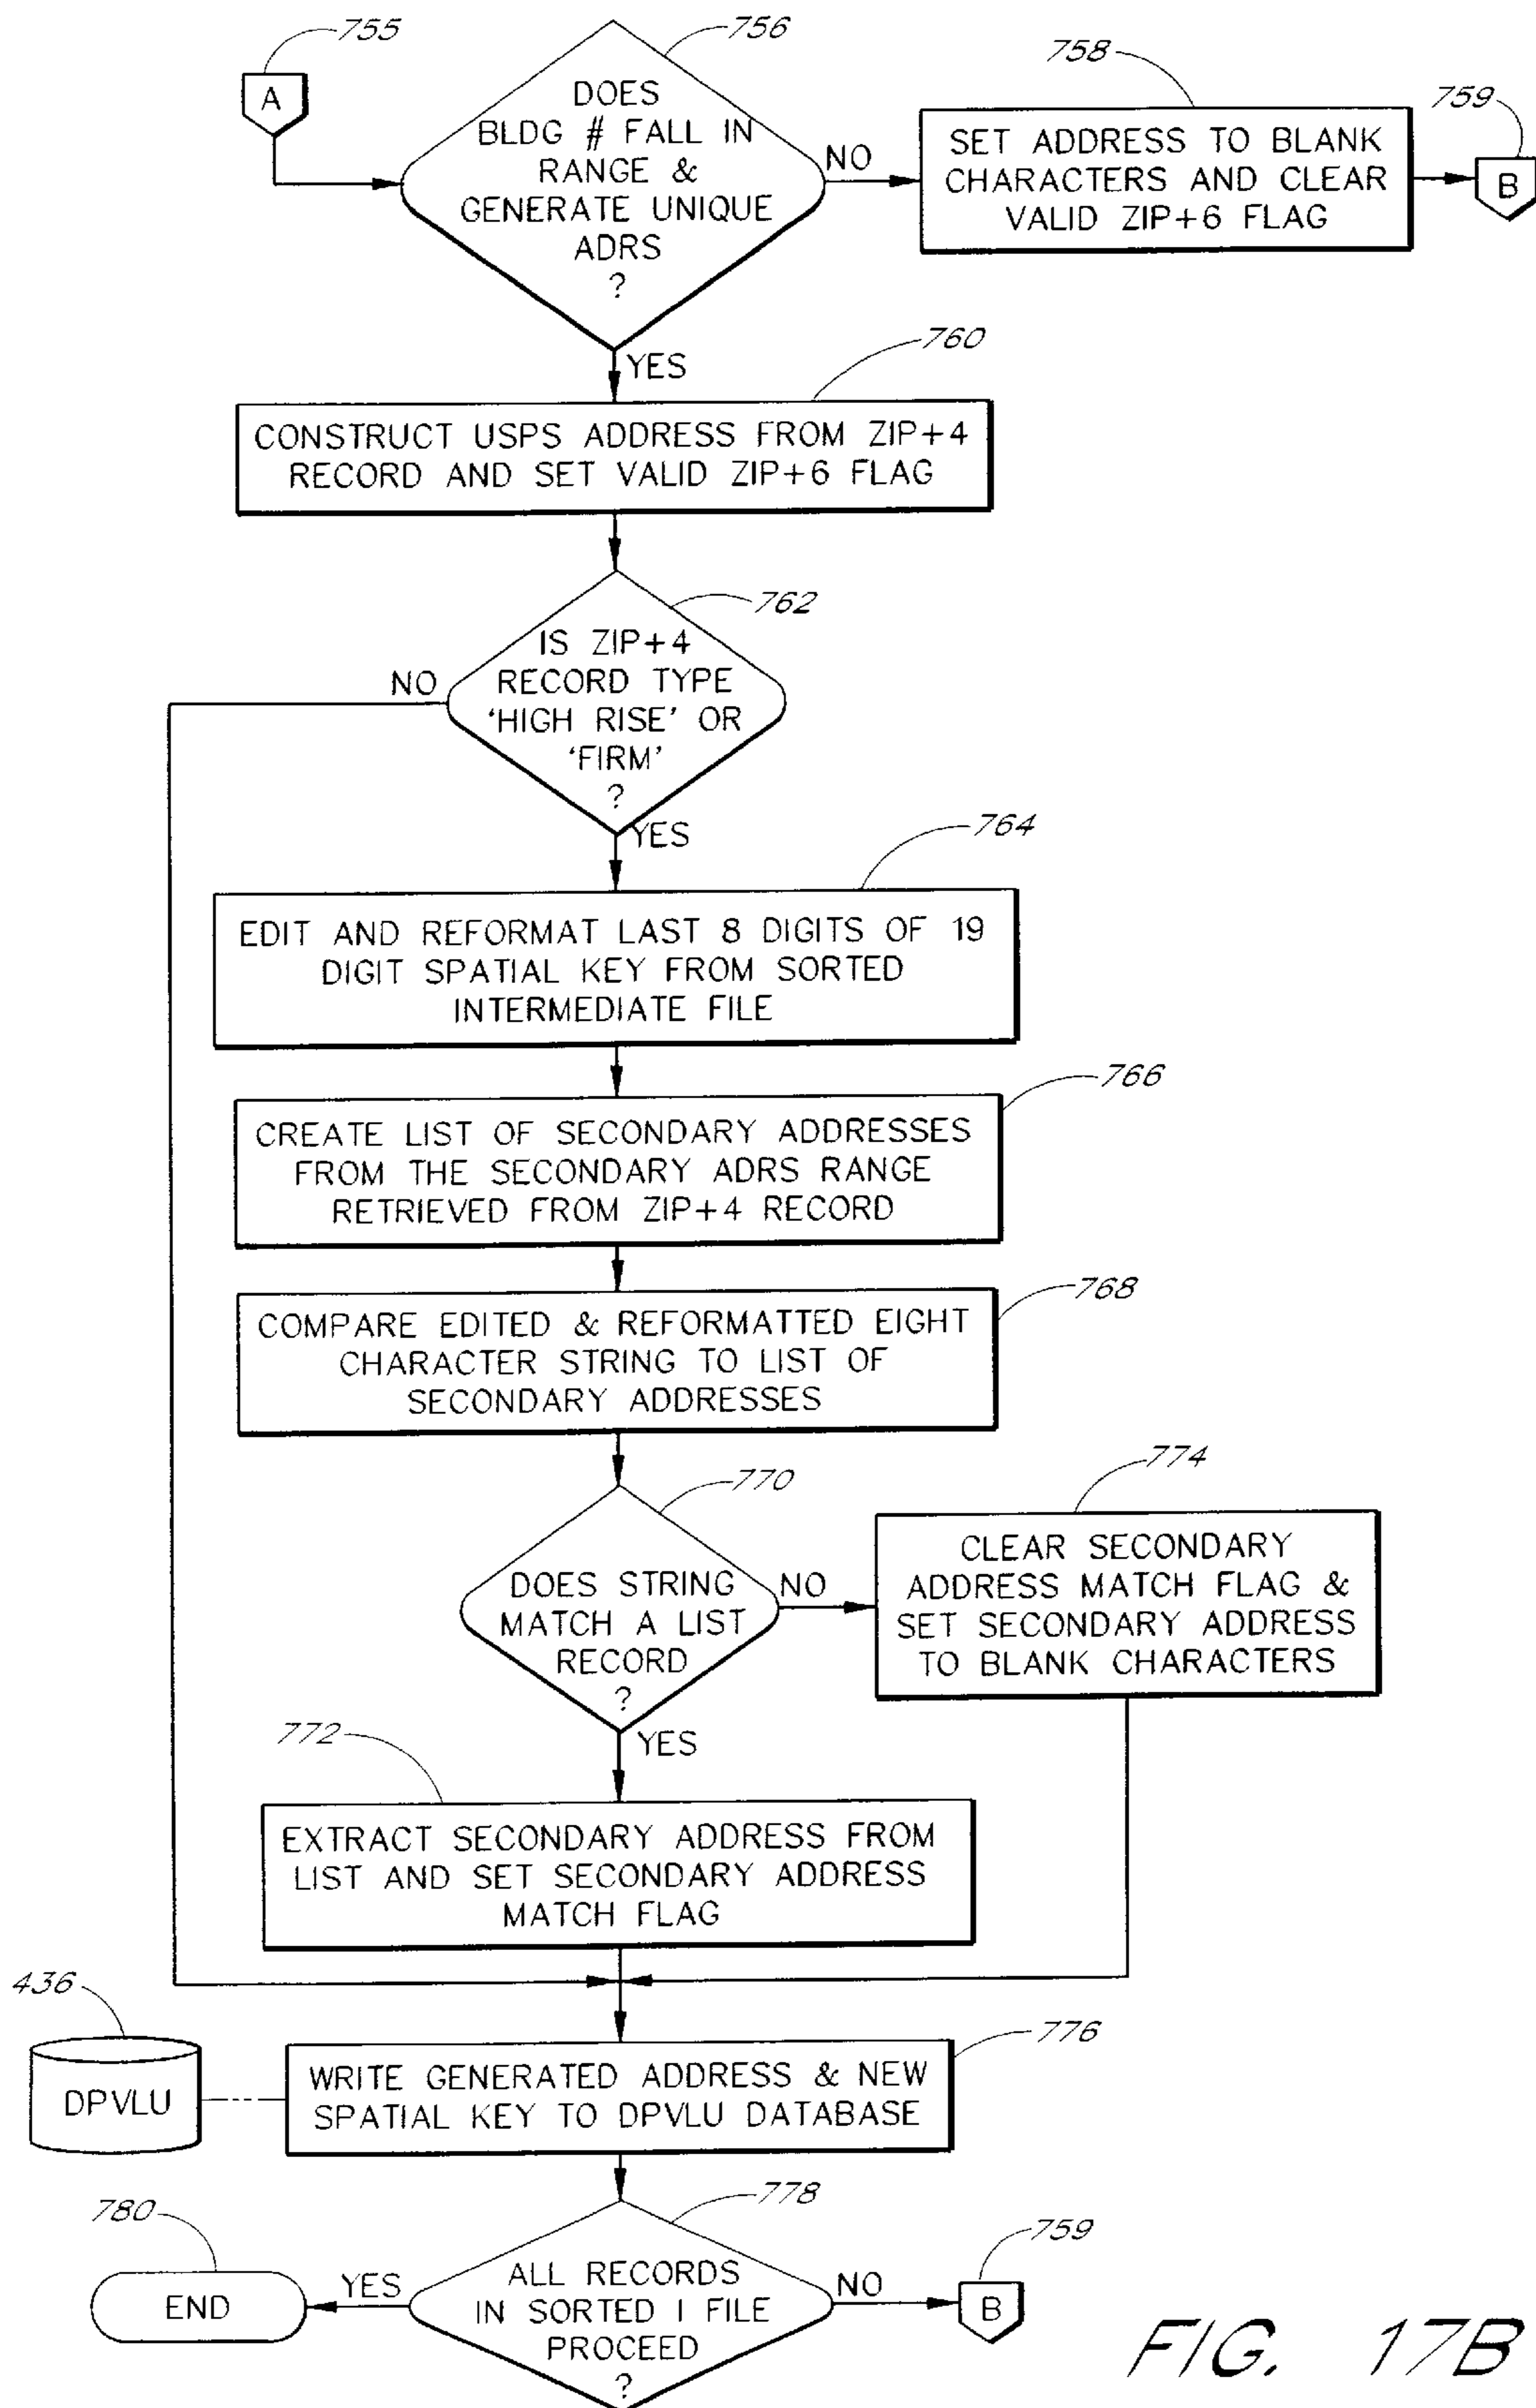 755
A
756
DOES
BLDG # FALL IN
RANGE &
GENERATE UNIQUE
ADRS
?
NO
758
SET ADDRESS TO BLANK
CHARACTERS AND CLEAR
VALID ZIP+6 FLAG
759
B
YES
760
CONSTRUCT USPS ADDRESS FROM ZIP+4
RECORD AND SET VALID ZIP+6 FLAG
762
IS ZIP+4
RECORD TYPE
‘HIGH RISE’ OR
‘FIRM’
?
NO
YES
764
EDIT AND REFORMAT LAST 8 DIGITS OF 19
DIGIT SPATIAL KEY FROM SORTED
INTERMEDIATE FILE
766
CREATE LIST OF SECONDARY ADDRESSES
FROM THE SECONDARY ADRS RANGE
RETRIEVED FROM ZIP+4 RECORD
768
COMPARE EDITED & REFORMATTED EIGHT
CHARACTER STRING TO LIST OF
SECONDARY ADDRESSES
770
DOES STRING
MATCH A LIST
RECORD
?
NO
774
CLEAR SECONDARY
ADDRESS MATCH FLAG &
SET SECONDARY ADDRESS
TO BLANK CHARACTERS
YES
772
EXTRACT SECONDARY ADDRESS FROM
LIST AND SET SECONDARY ADDRESS
MATCH FLAG
436
DPVLU
776
WRITE GENERATED ADDRESS & NEW
SPATIAL KEY TO DPVLU DATABASE
778
ALL RECORDS
IN SORTED I FILE
PROCEED
?
YES
780
END
NO
759
B
FIG. 17B